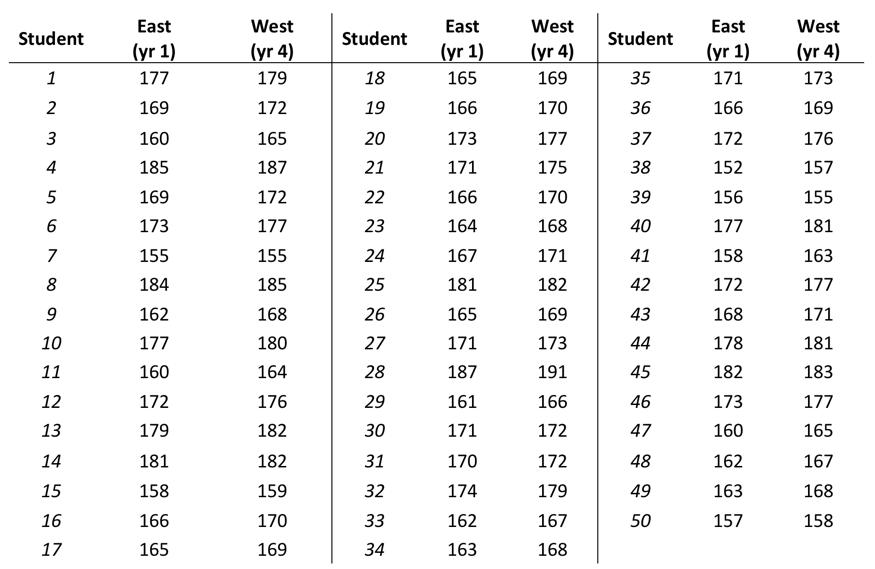 Student East (yr 1) West (yr 4) Student East (yr 1) West (yr 4) Student East (yr 1) West (yr 4)
1 177 179 18 165 169 35 171 173
2 169 172 19 166 170 36 166 169
3 160 165 20 173 177 37 172 176
4 185 187 21 171 175 38 152 157
5 169 172 22 166 170 39 156 155
6 173 177 23 164 168 40 177 181
7 155 155 24 167 171 41 158 163
8 184 185 25 181 182 42 172 177
9 162 168 26 165 169 43 168 171
10 177 180 27 171 173 44 178 181
11 160 164 28 187 191 45 182 183
12 172 176 29 161 166 46 173 177
13 179 182 30 171 172 47 160 165
14 181 182 31 170 172 48 162 167
15 158 159 32 174 179 49 163 168
16 166 170 33 162 167 50 157 158
17 165 169 34 163 168